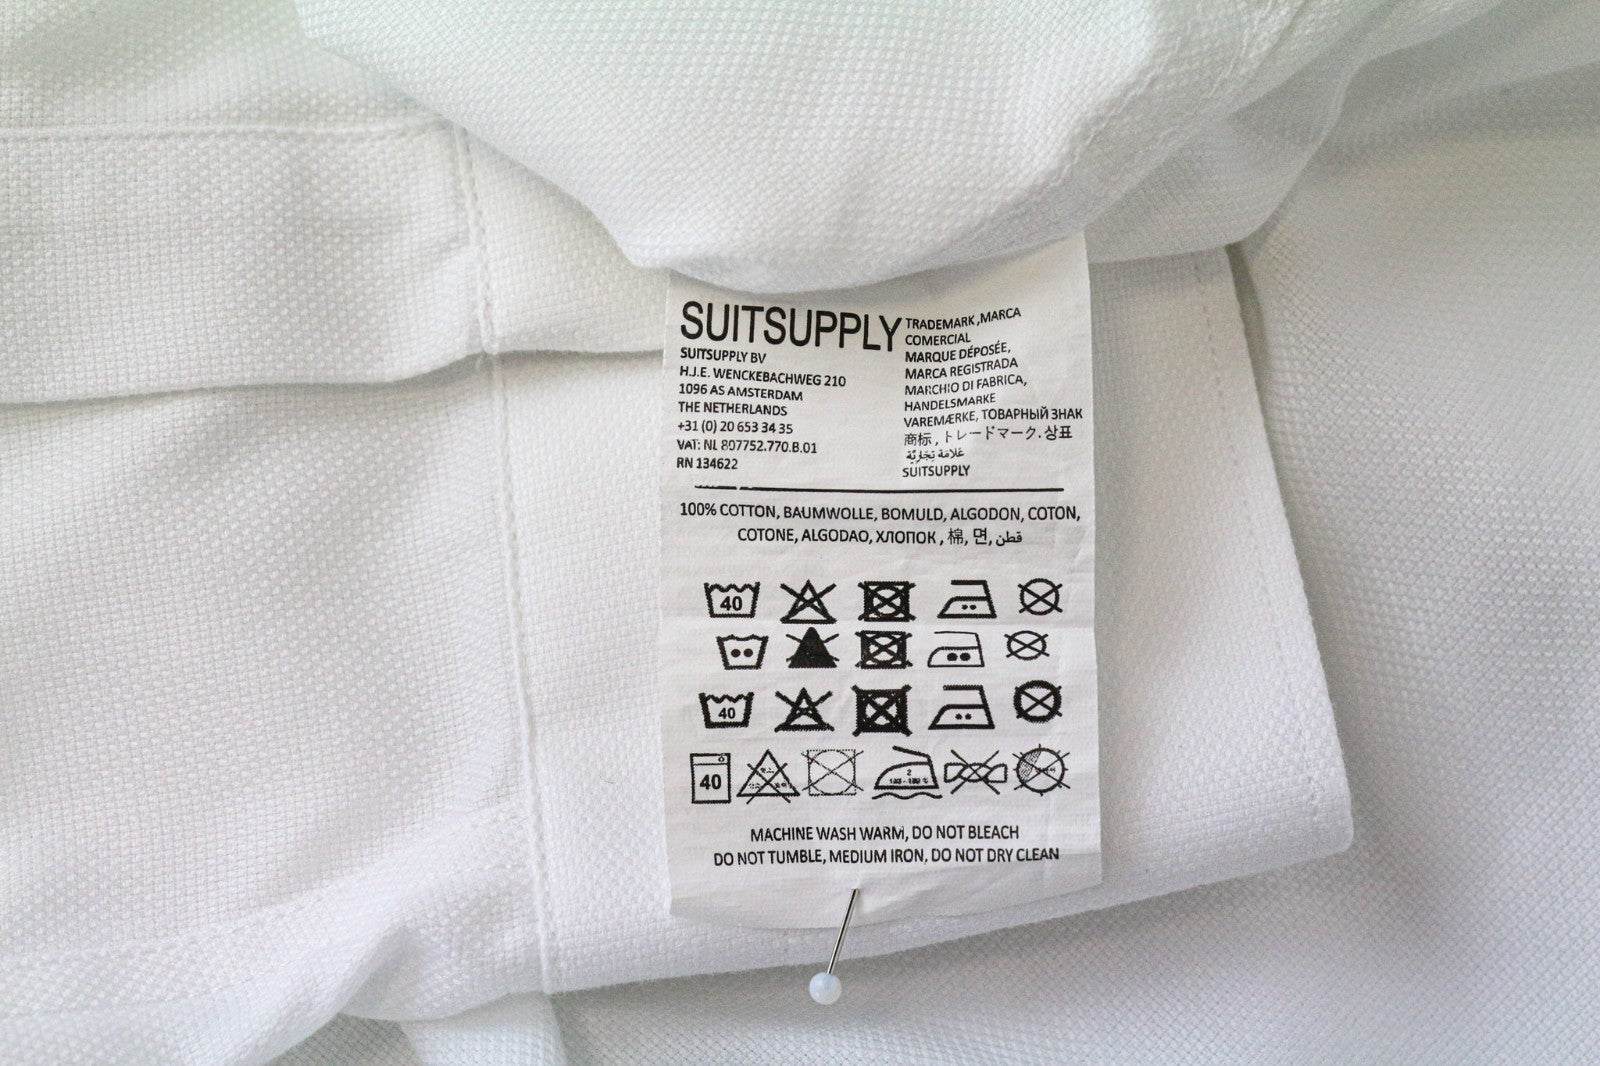 SUITSUPPLY
SUITSUPPLY BV
H.J.E. WENCKEBACHWEG 210
1096 AS AMSTERDAM
THE NETHERLANDS
+31 (0) 20 653 34 35
VAT: NL 807752.770.B.01
RN 134622
TRADEMARK ,MARCA
COMERCIAL
MARQUE DÉPOSÉE,
MARCA REGISTRADA
MARCHIO DI FABRICA,
HANDELSMARKE
VAREMÆRKE, ТОВАРНЫЙ ЗНАК
商标 , トレードマーク. 상표
عَلامَة تِجَارِيَّة
SUITSUPPLY
100% COTTON, BAUMWOLLE, BOMULD, ALGODON, COTON,
COTONE, ALGODAO, ХЛОПОК , 棉, 면, قطن
40
40
40
MACHINE WASH WARM, DO NOT BLEACH
DO NOT TUMBLE, MEDIUM IRON, DO NOT DRY CLEAN